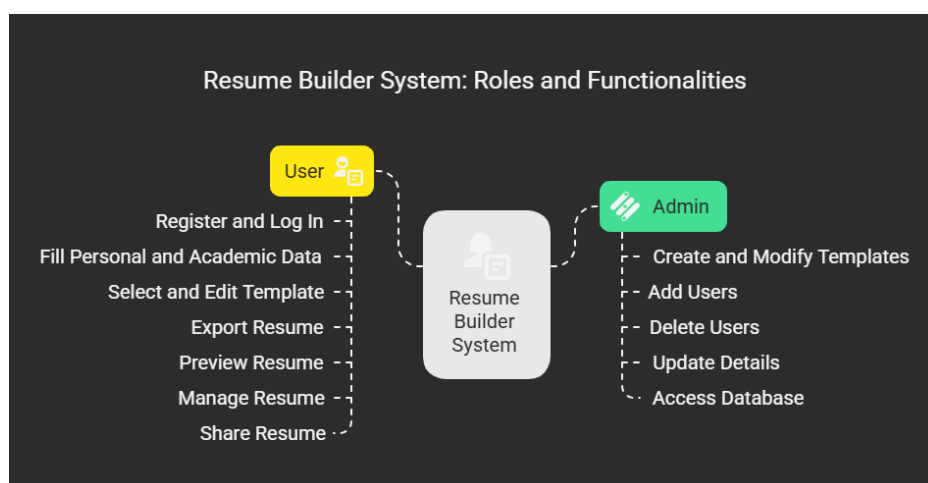 Resume Builder System: Roles and Functionalities
User
Register and Log In
Fill Personal and Academic Data
Select and Edit Template
Export Resume
Preview Resume
Manage Resume
Share Resume
Resume
Builder
System
Admin
Create and Modify Templates
Add Users
Delete Users
Update Details
Access Database